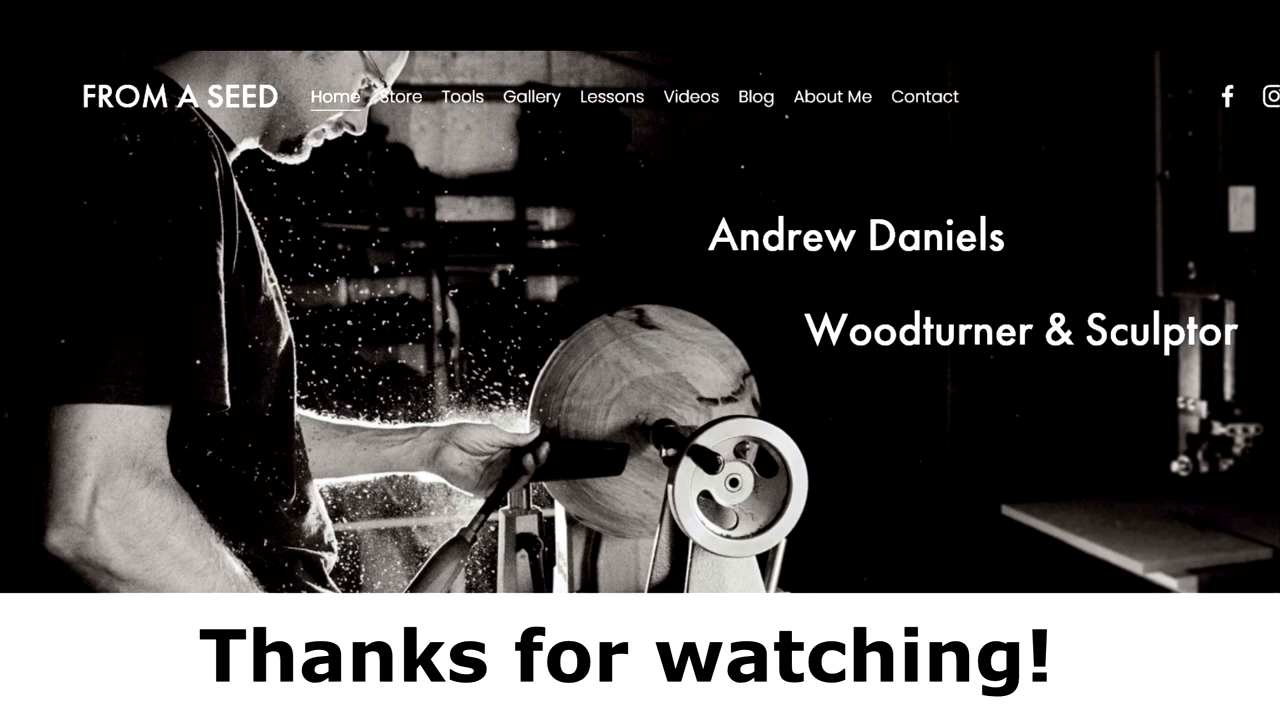 FROM A SEED Home Store Tools Gallery Lessons Videos Blog About Me Contact
Andrew Daniels
Woodturner & Sculptor
Thanks for watching!